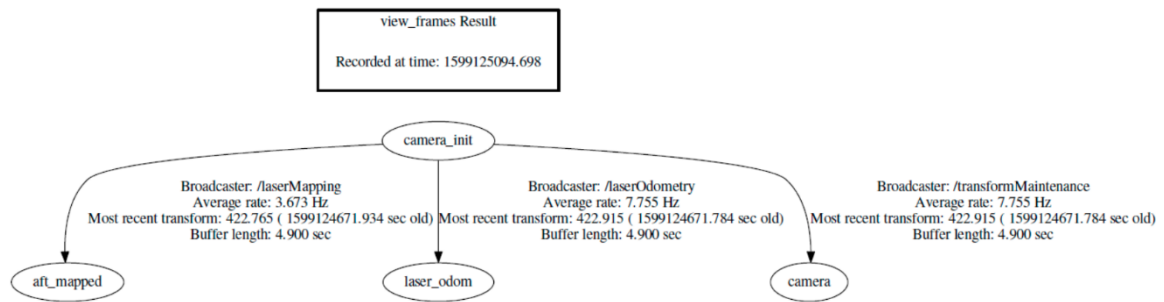 view_frames Result
Recorded at time: 1599125094.698
camera_init
Broadcaster: /laserMapping
Average rate: 3.673 Hz
Most recent transform: 422.765 ( 1599124671.934 sec old)
Buffer length: 4.900 sec
Broadcaster: /laserOdometry
Average rate: 7.755 Hz
Most recent transform: 422.915 ( 1599124671.784 sec old)
Buffer length: 4.900 sec
Broadcaster: /transformMaintenance
Average rate: 7.755 Hz
Most recent transform: 422.915 ( 1599124671.784 sec old)
Buffer length: 4.900 sec
aft_mapped
laser_odom
camera